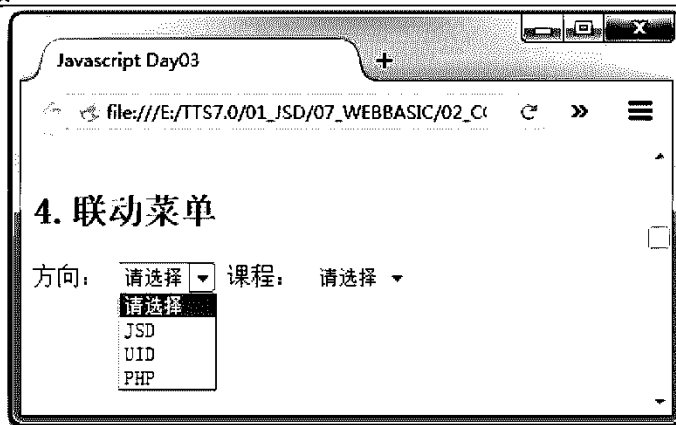 Javascript Day03
+
file:///E:/TTS7.0/01_JSD/07_WEBBASIC/02_C
4. 联动菜单
方向： 请选择 课程： 请选择
请选择
JSD
UID
PHP